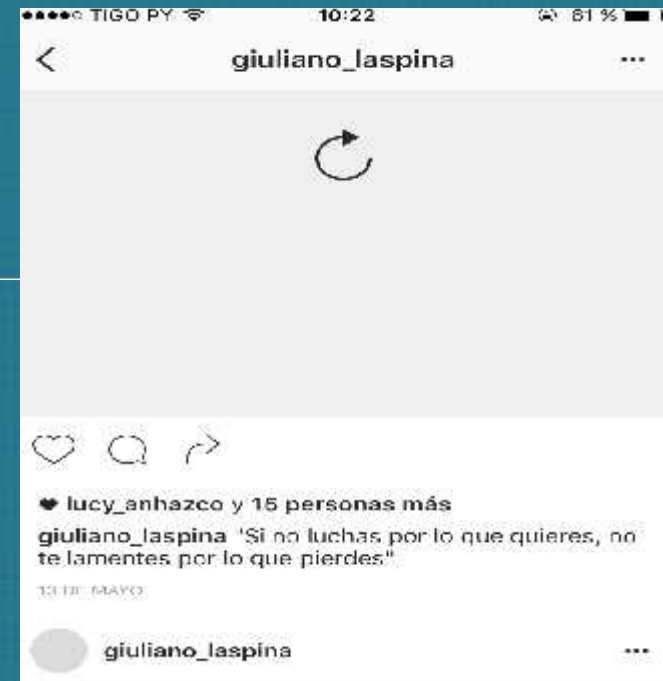 TIGO PY 10:22 81 %
giuliano_laspina
lucy_anhazco y 15 personas más
giuliano_laspina "Si no luchas por lo que quieres, no
te lamentes por lo que pierdes"
13 DE MAYO
giuliano_laspina